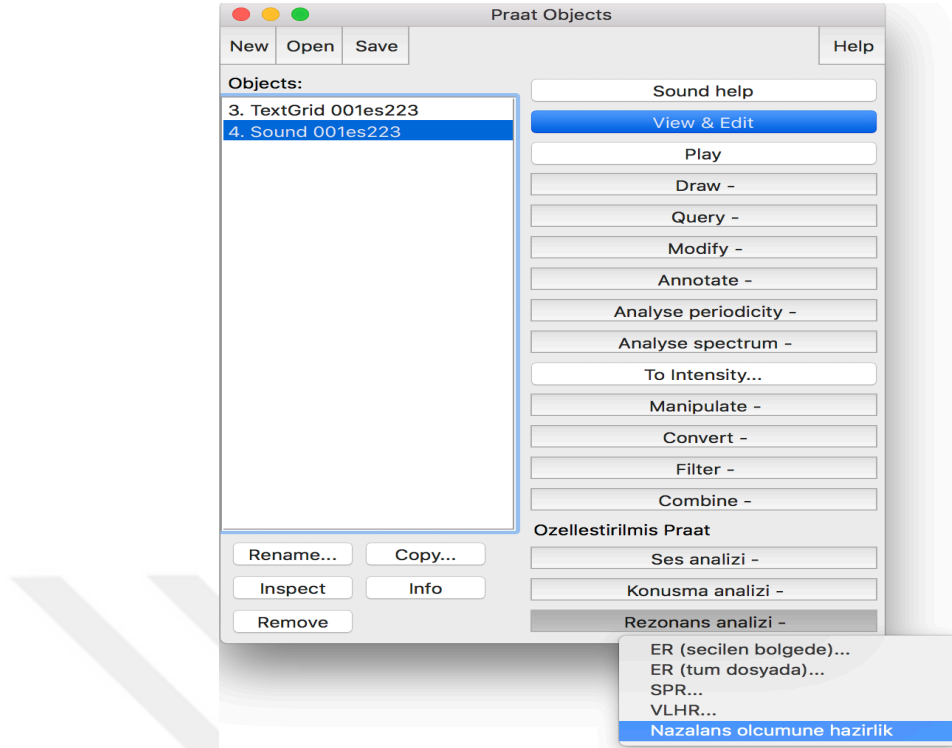 Praat Objects
New Open Save Help
Objects:
3. TextGrid 001es223
4. Sound 001es223
Sound help
View & Edit
Play
Draw -
Query -
Modify -
Annotate -
Analyse periodicity -
Analyse spectrum -
To Intensity...
Manipulate -
Convert -
Filter -
Combine -
Ozellestirilmis Praat
Ses analizi -
Konusma analizi -
Rezonans analizi -
Rename... Copy...
Inspect Info
Remove
ER (secilen bolgede)...
ER (tum dosyada)...
SPR...
VLHR...
Nazalans olcumune hazirlik